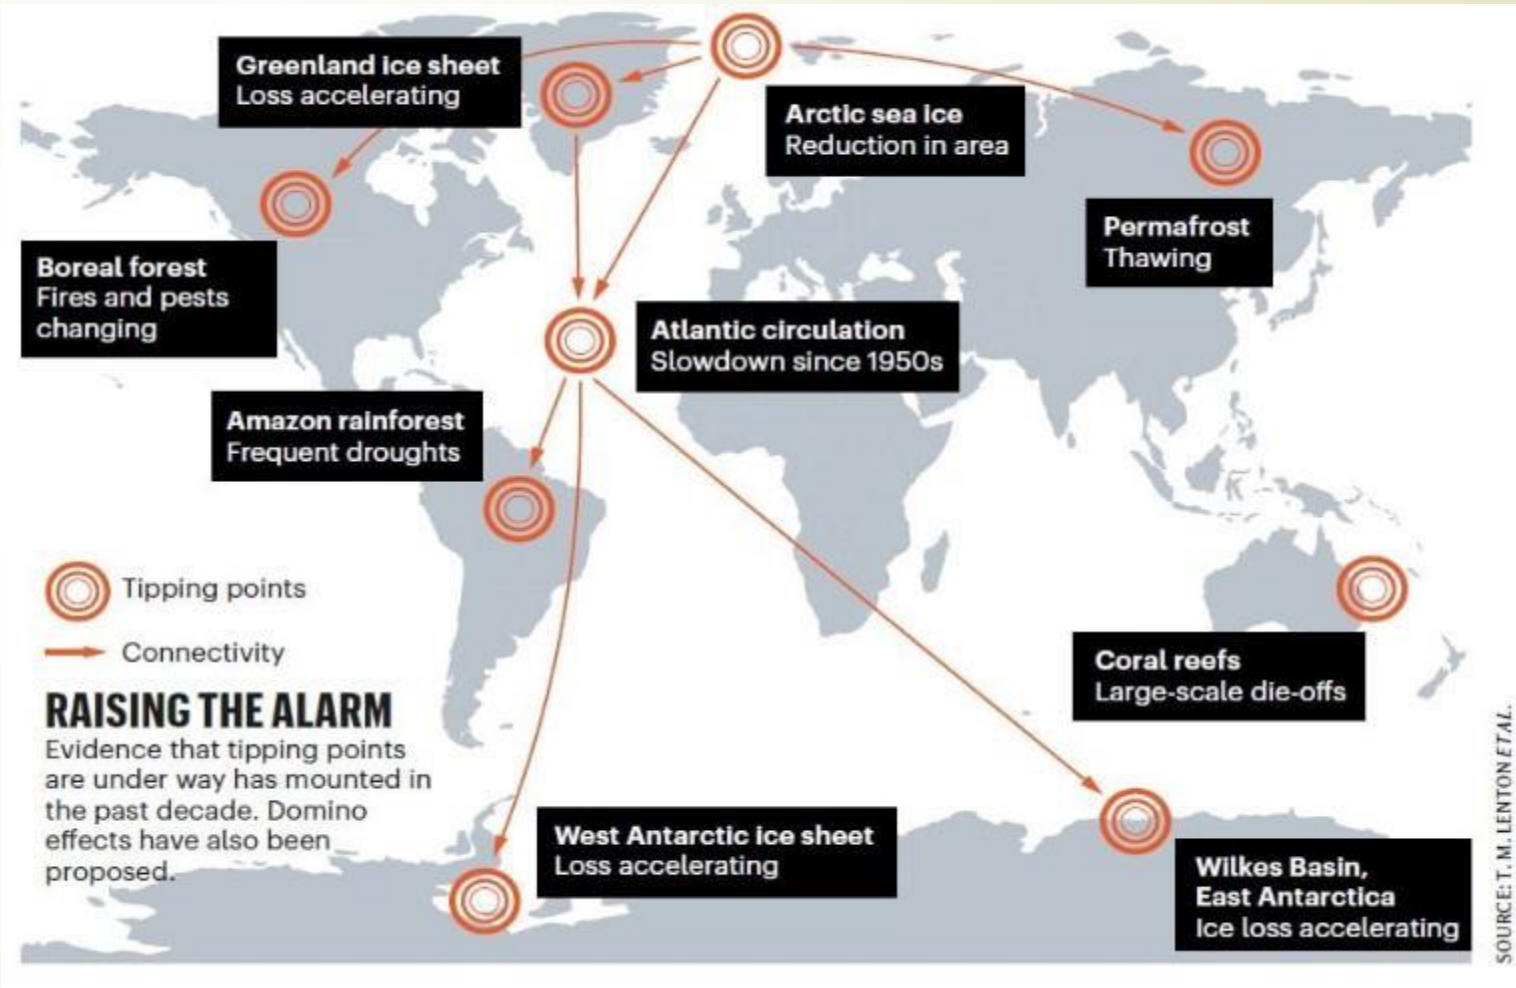 Greenland ice sheet
Loss accelerating
Arctic sea ice
Reduction in area
Permafrost
Thawing
Boreal forest
Fires and pests
changing
Atlantic circulation
Slowdown since 1950s
Amazon rainforest
Frequent droughts
Tipping points
Connectivity
RAISING THE ALARM
Evidence that tipping points
are under way has mounted in
the past decade. Domino
effects have also been
proposed.
Coral reefs
Large-scale die-offs
West Antarctic ice sheet
Loss accelerating
Wilkes Basin,
East Antarctica
Ice loss accelerating
SOURCE: T. M. LENTON ET AL.